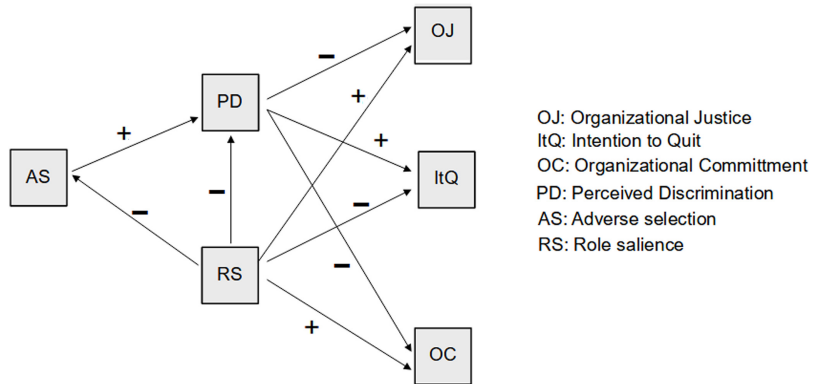 OJ
−
PD
+
+
+
AS
ItQ
−
−
−
RS
−
+
OC
OJ: Organizational Justice
ItQ: Intention to Quit
OC: Organizational Committment
PD: Perceived Discrimination
AS: Adverse selection
RS: Role salience